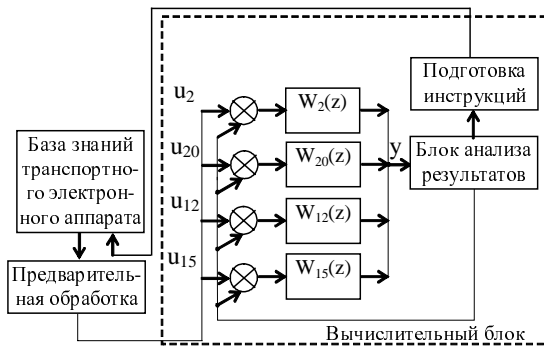 База знаний
транспортно-
го электрон-
ного аппарата
Предваритель-
ная обработка
u2
u20
u12
u15
W2(z)
W20(z)
W12(z)
W15(z)
y
Подготовка
инструкций
Блок анализа
результатов
Вычислительный блок